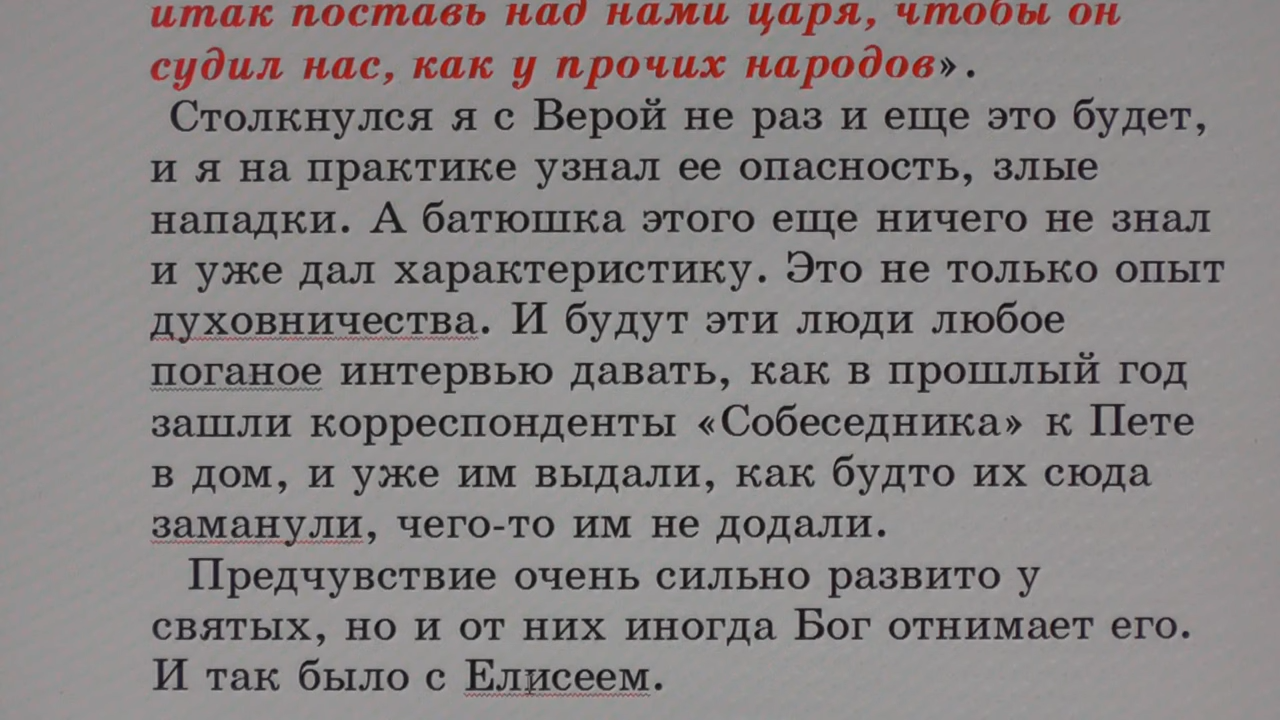 итак поставь над нами царя, чтобы он
судил нас, как у прочих народов».
Столкнулся я с Верой не раз и еще это будет,
и я на практике узнал ее опасность, злые
нападки. А батюшка этого еще ничего не знал
и уже дал характеристику. Это не только опыт
духовничества. И будут эти люди любое
поганое интервью давать, как в прошлый год
зашли корреспонденты «Собеседника» к Пете
в дом, и уже им выдали, как будто их сюда
заманули, чего-то им не додали.
Предчувствие очень сильно развито у
святых, но и от них иногда Бог отнимает его.
И так было с Елисеем.